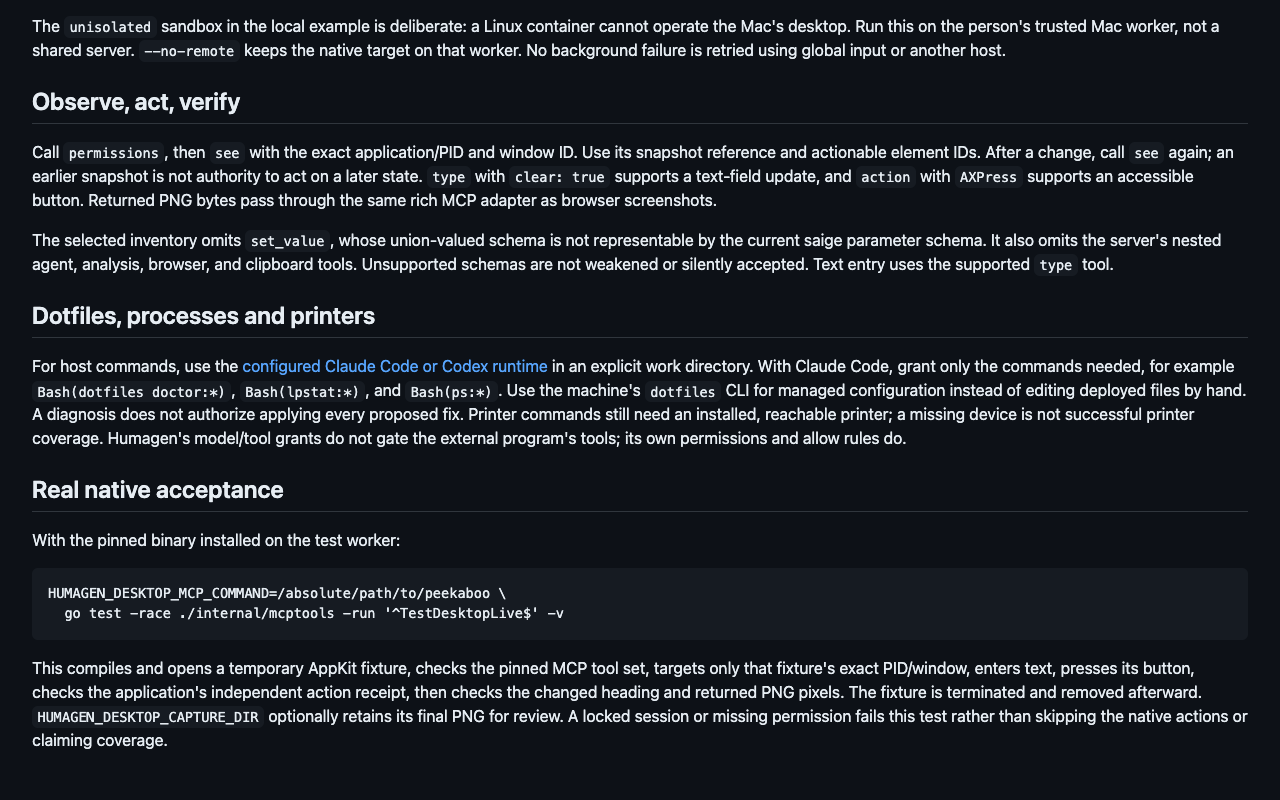 The unisolated sandbox in the local example is deliberate: a Linux container cannot operate the Mac's desktop. Run this on the person's trusted Mac worker, not a
shared server. --no-remote keeps the native target on that worker. No background failure is retried using global input or another host.
Observe, act, verify
Call permissions, then see with the exact application/PID and window ID. Use its snapshot reference and actionable element IDs. After a change, call see again; an
earlier snapshot is not authority to act on a later state. type with clear: true supports a text-field update, and action with AXPress supports an accessible
button. Returned PNG bytes pass through the same rich MCP adapter as browser screenshots.
The selected inventory omits set_value, whose union-valued schema is not representable by the current saige parameter schema. It also omits the server's nested
agent, analysis, browser, and clipboard tools. Unsupported schemas are not weakened or silently accepted. Text entry uses the supported type tool.
Dotfiles, processes and printers
For host commands, use the configured Claude Code or Codex runtime in an explicit work directory. With Claude Code, grant only the commands needed, for example
Bash(dotfiles doctor:*), Bash(lpstat:*), and Bash(ps:*). Use the machine's dotfiles CLI for managed configuration instead of editing deployed files by hand.
A diagnosis does not authorize applying every proposed fix. Printer commands still need an installed, reachable printer; a missing device is not successful printer
coverage. Humagen's model/tool grants do not gate the external program's tools; its own permissions and allow rules do.
Real native acceptance
With the pinned binary installed on the test worker:
HUMAGEN_DESKTOP_MCP_COMMAND=/absolute/path/to/peekaboo \
  go test -race ./internal/mcptools -run '^TestDesktopLive$' -v
This compiles and opens a temporary AppKit fixture, checks the pinned MCP tool set, targets only that fixture's exact PID/window, enters text, presses its button,
checks the application's independent action receipt, then checks the changed heading and returned PNG pixels. The fixture is terminated and removed afterward.
HUMAGEN_DESKTOP_CAPTURE_DIR optionally retains its final PNG for review. A locked session or missing permission fails this test rather than skipping the native actions or
claiming coverage.